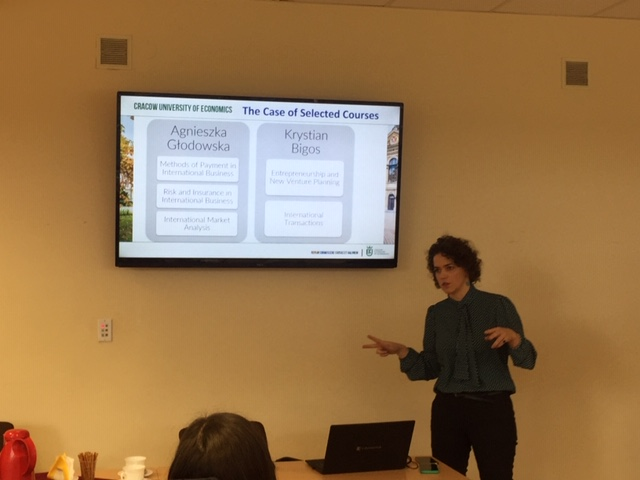 CRACOW UNIVERSITY OF ECONOMICS
The Case of Selected Courses
Agnieszka
Głodowska
Methods of Payment in
International Business
Risk and Insurance in
International Business
International Market
Analysis
Krystian
Bigos
Entrepreneurship and
New Venture Planning
International
Transactions